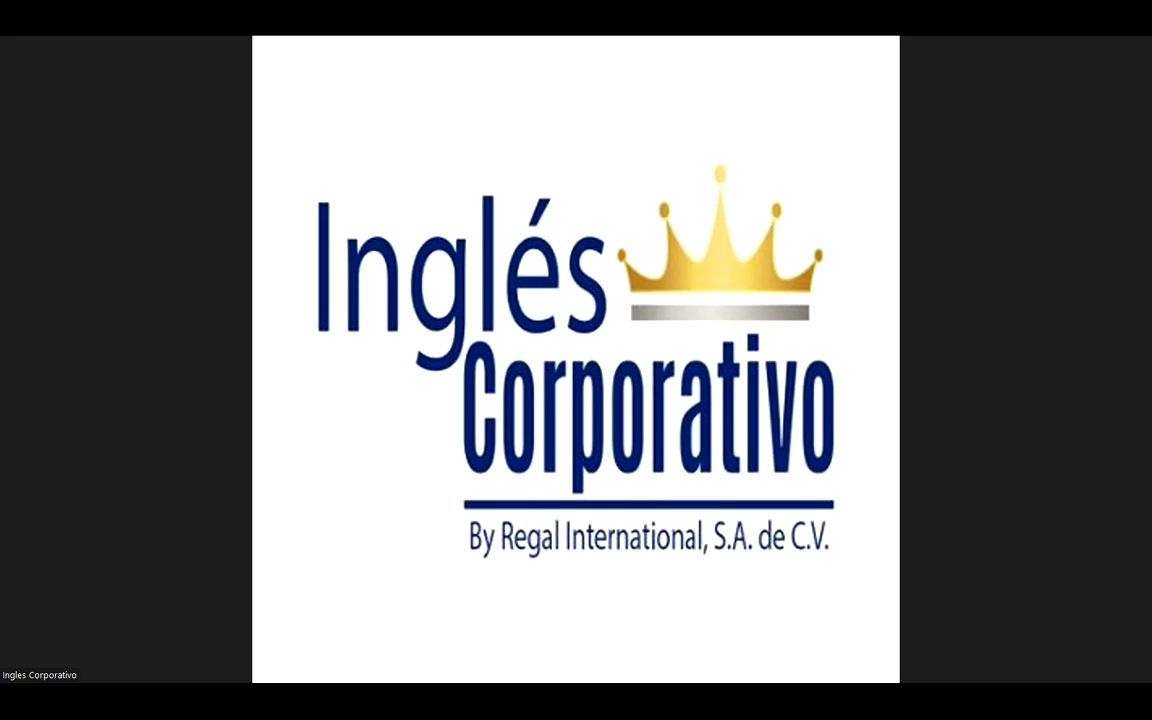 Inglés
Corporativo
By Regal International, S.A. de C.V.
Ingles Corporativo